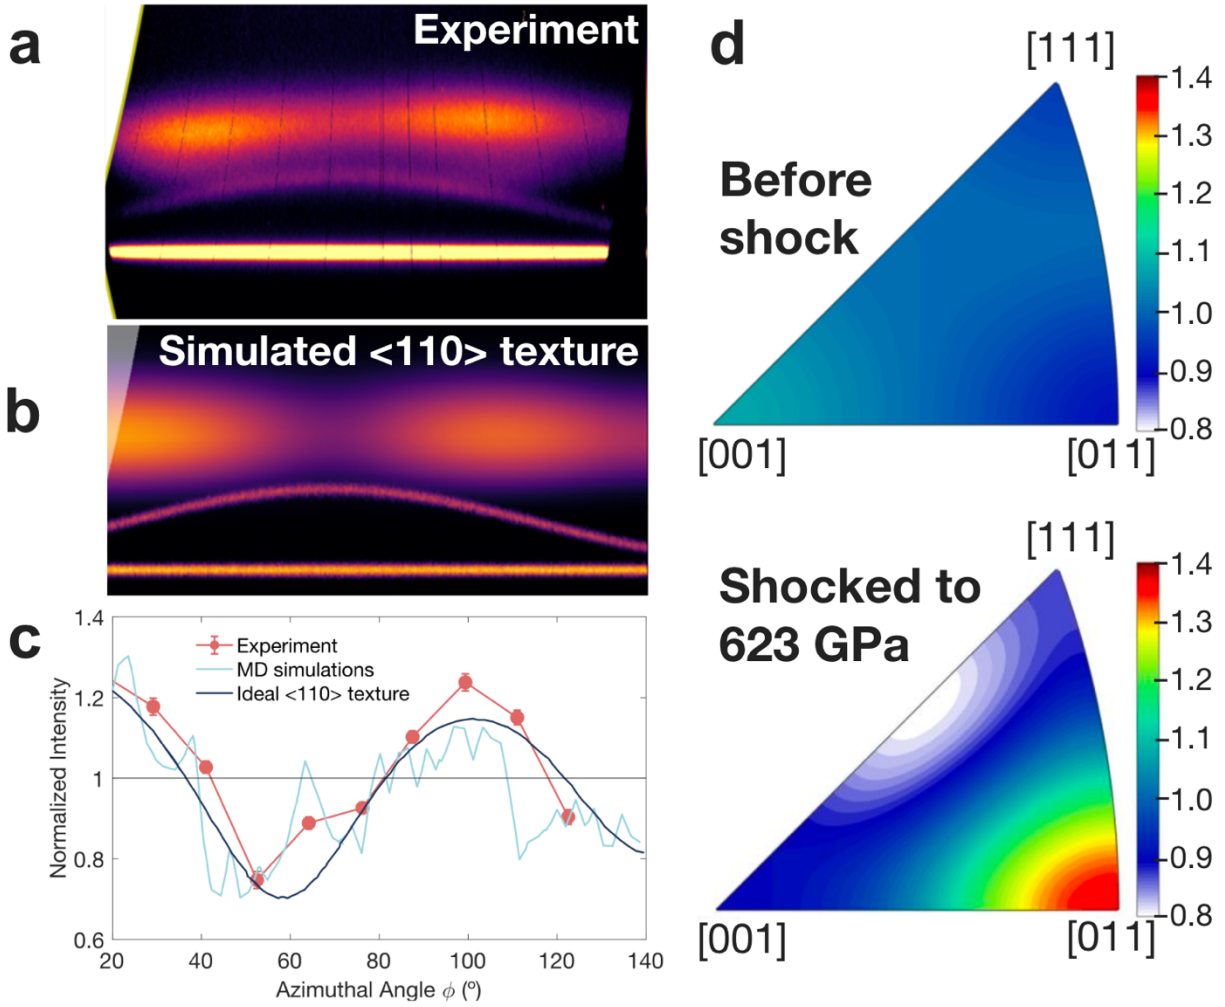 a
Experiment
b
Simulated <110> texture
c
1.4
1.2
1
0.8
0.6
Normalized Intensity
Experiment
MD simulations
Ideal <110> texture
20
40
60
80
100
120
140
Azimuthal Angle ϕ (º)
d
[111]
Before
shock
[001]
[011]
1.4
1.3
1.2
1.1
1.0
0.9
0.8
[111]
Shocked to
623 GPa
[001]
[011]
1.4
1.3
1.2
1.1
1.0
0.9
0.8